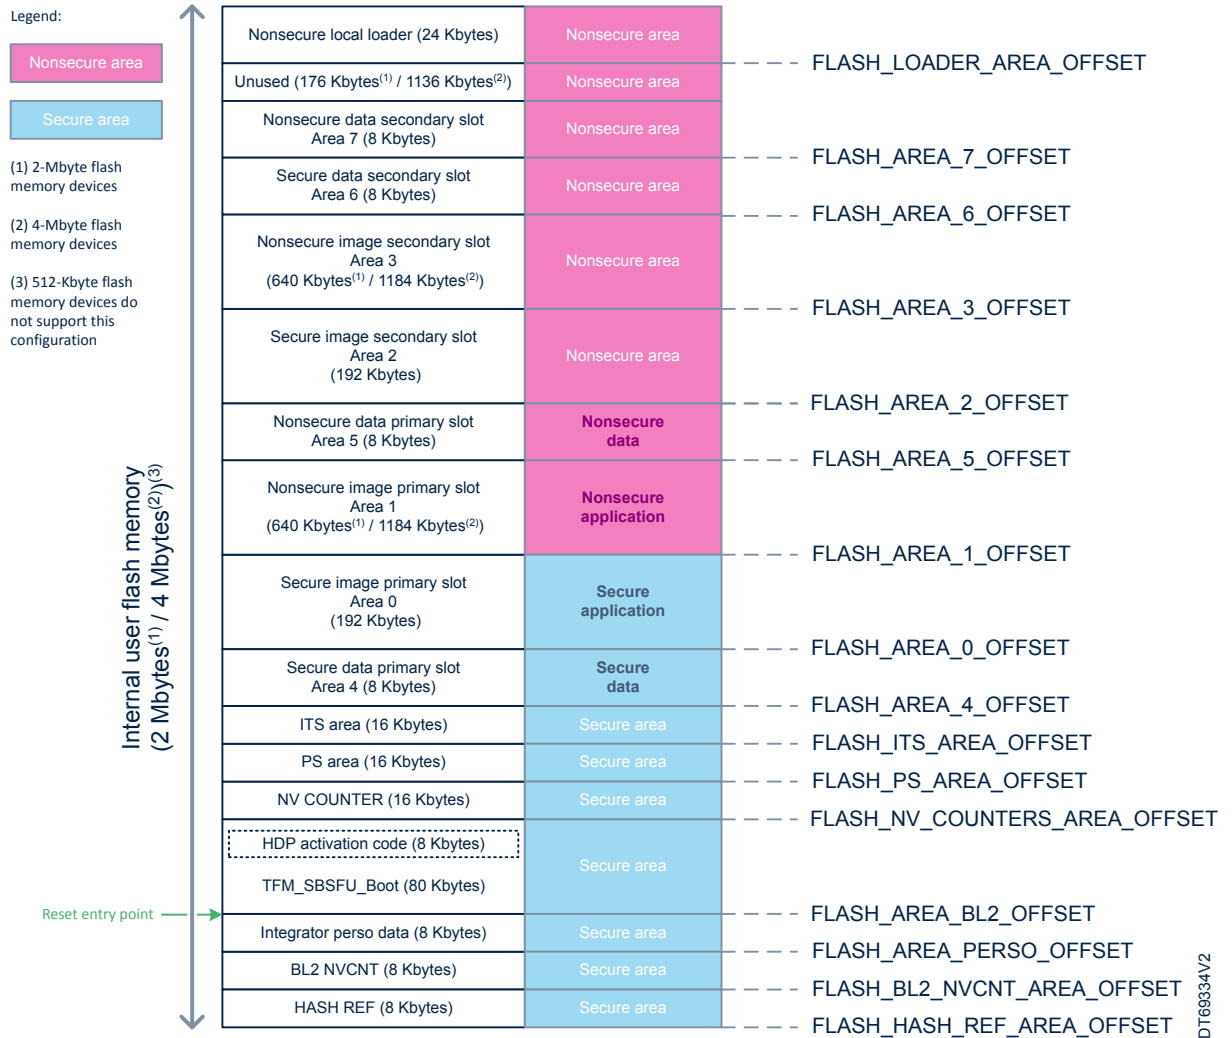 Legend:
Nonsecure area
Secure area
(1) 2-Mbyte flash
memory devices
(2) 4-Mbyte flash
memory devices
(3) 512-Kbyte flash
memory devices do
not support this
configuration
Internal user flash memory
(2 Mbytes(1) / 4 Mbytes(2))(3)
Reset entry point
Nonsecure local loader (24 Kbytes)
Nonsecure area
FLASH_LOADER_AREA_OFFSET
Unused (176 Kbytes(1) / 1136 Kbytes(2))
Nonsecure area
Nonsecure data secondary slot
Area 7 (8 Kbytes)
Nonsecure area
FLASH_AREA_7_OFFSET
Secure data secondary slot
Area 6 (8 Kbytes)
Nonsecure area
FLASH_AREA_6_OFFSET
Nonsecure image secondary slot
Area 3
(640 Kbytes(1) / 1184 Kbytes(2))
Nonsecure area
FLASH_AREA_3_OFFSET
Secure image secondary slot
Area 2
(192 Kbytes)
Nonsecure area
FLASH_AREA_2_OFFSET
Nonsecure data primary slot
Area 5 (8 Kbytes)
Nonsecure
data
FLASH_AREA_5_OFFSET
Nonsecure image primary slot
Area 1
(640 Kbytes(1) / 1184 Kbytes(2))
Nonsecure
application
FLASH_AREA_1_OFFSET
Secure image primary slot
Area 0
(192 Kbytes)
Secure
application
FLASH_AREA_0_OFFSET
Secure data primary slot
Area 4 (8 Kbytes)
Secure
data
FLASH_AREA_4_OFFSET
ITS area (16 Kbytes)
Secure area
FLASH_ITS_AREA_OFFSET
PS area (16 Kbytes)
Secure area
FLASH_PS_AREA_OFFSET
NV COUNTER (16 Kbytes)
Secure area
FLASH_NV_COUNTERS_AREA_OFFSET
HDP activation code (8 Kbytes)
TFM_SBSFU_Boot (80 Kbytes)
Secure area
FLASH_AREA_BL2_OFFSET
Integrator perso data (8 Kbytes)
Secure area
FLASH_AREA_PERSO_OFFSET
BL2 NVCNT (8 Kbytes)
Secure area
FLASH_BL2_NVCNT_AREA_OFFSET
HASH REF (8 Kbytes)
Secure area
FLASH_HASH_REF_AREA_OFFSET
DT69334V2